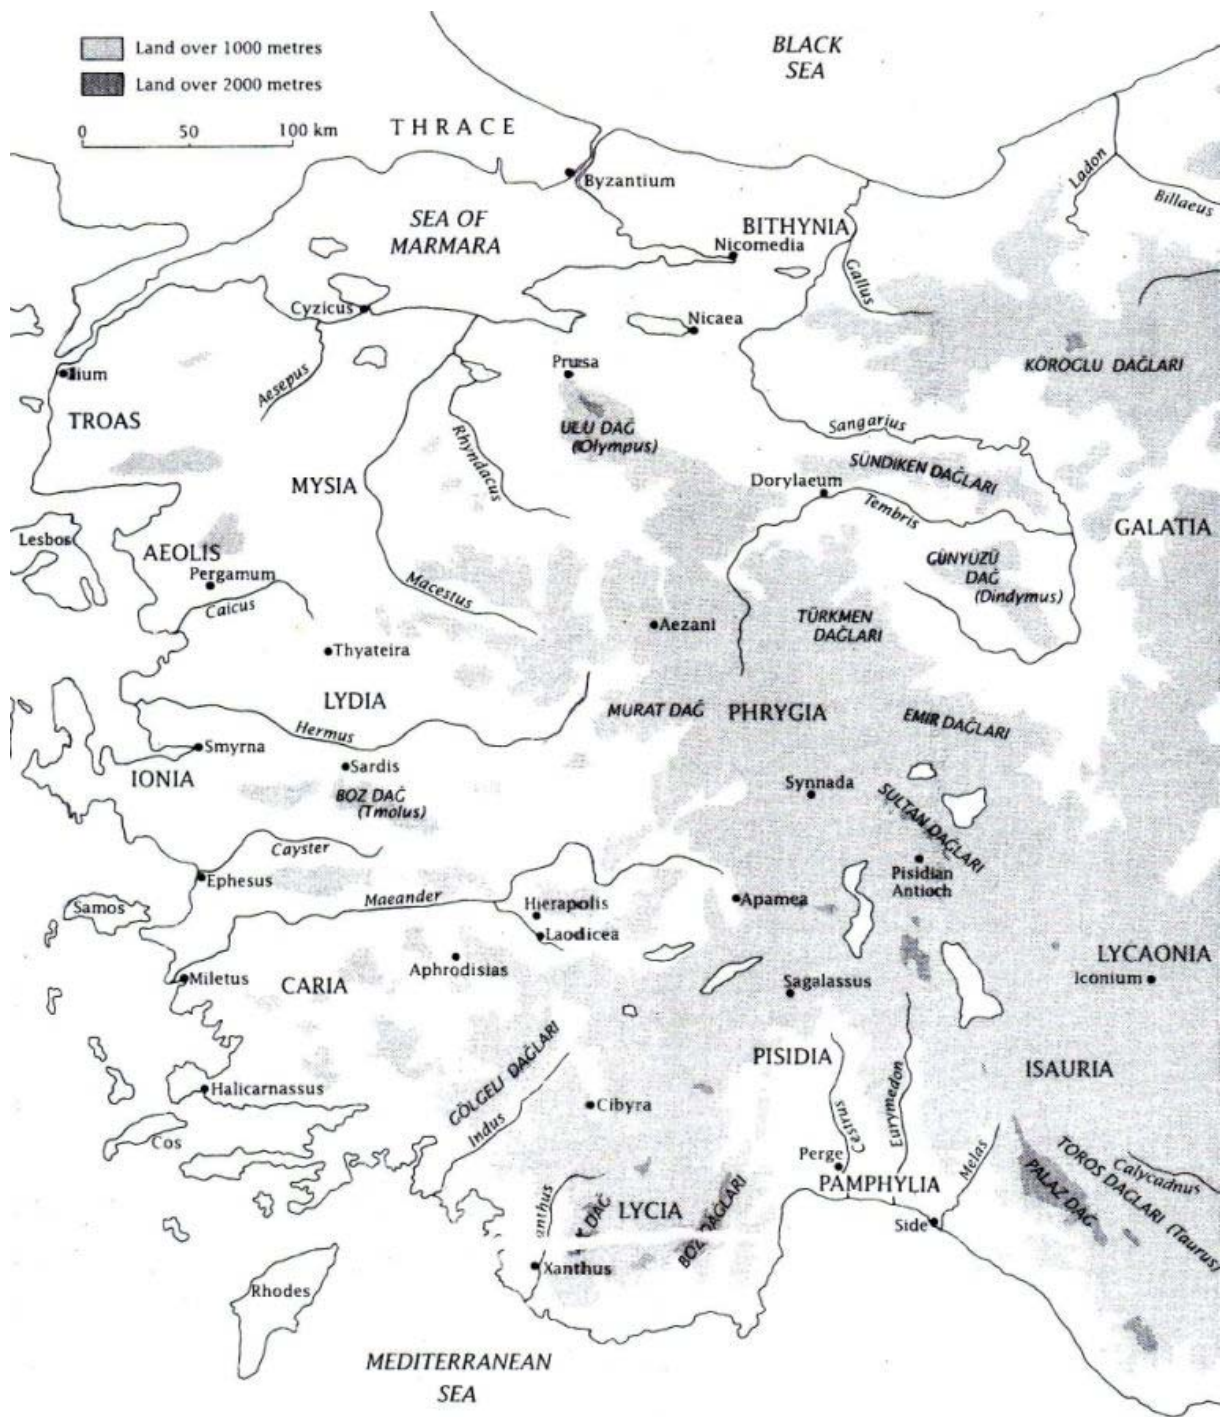 Land over 1000 metres
Land over 2000 metres
0 50 100 km
BLACK
SEA
THRACE
Byzantium
Ladon
Billaeus
SEA OF
MARMARA
BITHYNIA
Nicomedia
Gallus
Cyzicus
Nicaea
Ilium
Aesepus
Prusa
KÖROGLU DAĞLARI
TROAS
Rhyndacus
ULU DAĞ
(Olympus)
Sangarius
SÜNDIKEN DAĞLARI
MYSIA
Dorylaeum
Tembris
GALATIA
Lesbos
AEOLIS
Pergamum
Caicus
Macestus
GÜNYÜZÜ
DAĞ
(Dindymus)
Aezani
TÜRKMEN
DAĞLARI
Thyateira
LYDIA
Hermus
MURAT DAĞ
PHRYGIA
EMIR DAĞLARI
Smyrna
IONIA
Sardis
BOZ DAĞ
(Tmolus)
Synnada
SULTAN DAĞLARI
Cayster
Ephesus
Pisidian
Antioch
Samos
Maeander
Hierapolis
Apamea
Laodicea
Aphrodisias
Miletus
CARIA
Sagalassus
LYCAONIA
Iconium
GÖLGELI DAĞLARI
Indus
PISIDIA
Cestrus
Eurymedon
ISAURIA
Halicarnassus
Cibyra
Cos
Perge
PAMPHYLIA
Melas
PALAZ DAĞ
TOROS DAĞLARI (Taurus)
Calycadnus
anthus
DAĞ
LYCIA
BOZ DAĞLARI
Side
Xanthus
Rhodes
MEDITERRANEAN
SEA